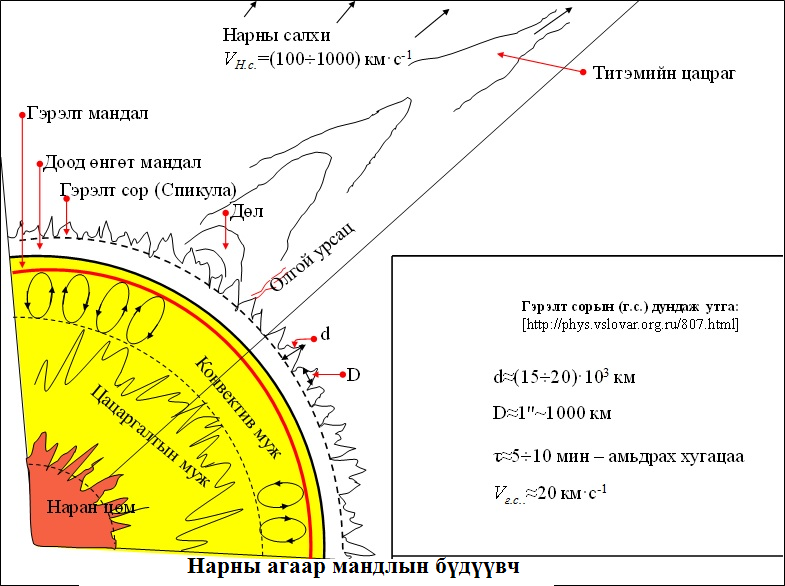 Нарны салхи
VН.с.=(100÷1000) км·с-1
Титэмийн цацраг
Гэрэлт мандал
Доод өнгөт мандал
Гэрэлт сор (Спикула)
Дөл
Олгой урсац
d
D
Конвектив муж
Цацаргалтын муж
Наран цөм
Гэрэлт сорын (г.с.) дундаж утга:
[http://phys.vslovar.org.ru/807.html]
d≈(15÷20)·10³ км
D≈1"~1000 км
τ≈5÷10 мин – амьдрах хугацаа
Vг.с..≈20 км·с-1
Нарны агаар мандлын бүдүүвч